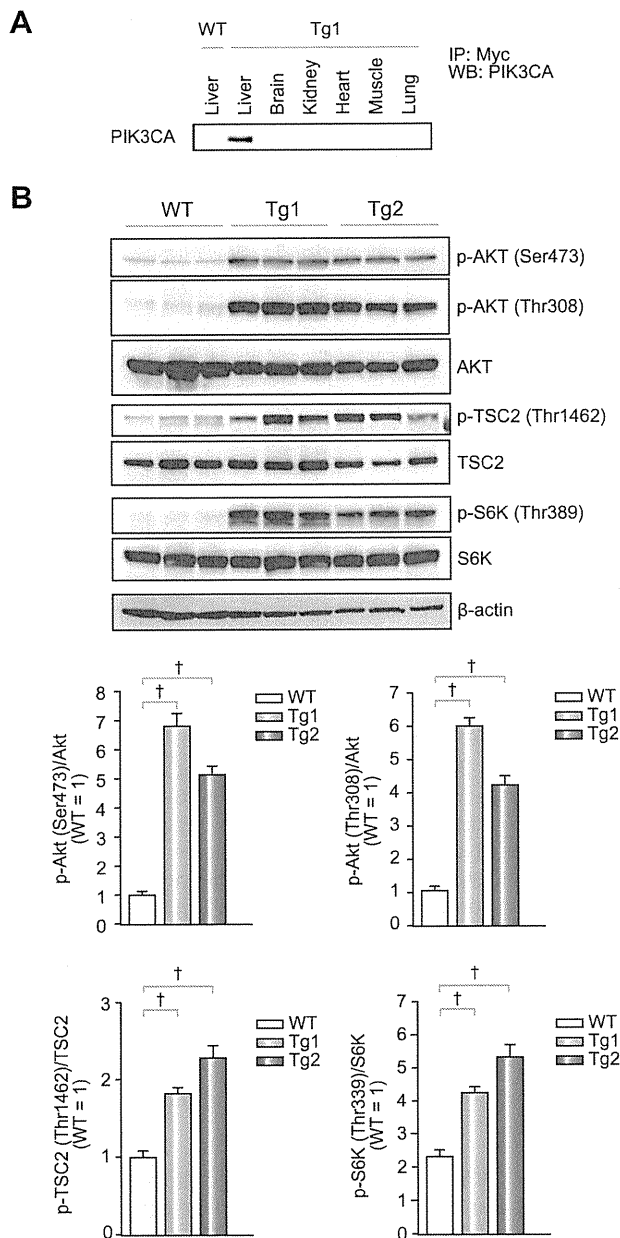 A
WT Tg1
Liver Liver Brain Kidney Heart Muscle Lung
IP: Myc
WB: PIK3CA
PIK3CA
B
WT Tg1 Tg2
p-AKT (Ser473)
p-AKT (Thr308)
AKT
p-TSC2 (Thr1462)
TSC2
p-S6K (Thr389)
S6K
β-actin
p-Akt (Ser473)/Akt
(WT = 1)
8
7
6
5
4
3
2
1
0
†
†
WT
Tg1
Tg2
p-Akt (Thr308)/Akt
(WT = 1)
7
6
5
4
3
2
1
0
†
†
WT
Tg1
Tg2
p-TSC2 (Thr1462)/TSC2
(WT = 1)
3
2
1
0
†
†
WT
Tg1
Tg2
p-S6K (Thr339)/S6K
(WT = 1)
7
6
5
4
3
2
1
0
†
†
WT
Tg1
Tg2